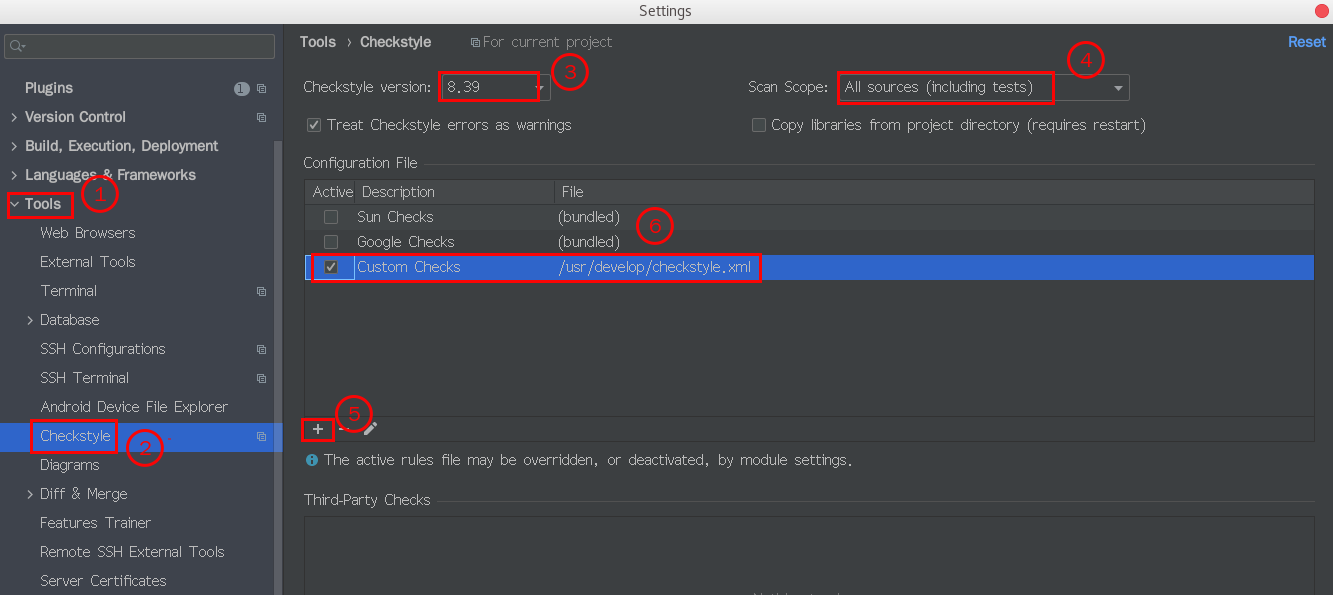 Settings
Plugins 1
Version Control
Build, Execution, Deployment
Languages & Frameworks
Tools
1
Web Browsers
External Tools
Terminal
Database
SSH Configurations
SSH Terminal
Android Device File Explorer
Checkstyle
2
Diagrams
Diff & Merge
Features Trainer
Remote SSH External Tools
Server Certificates
Tools › Checkstyle For current project
Reset
Checkstyle version: 8.39
3
Scan Scope: All sources (including tests)
4
Treat Checkstyle errors as warnings
Copy libraries from project directory (requires restart)
Configuration File
Active Description File
Sun Checks (bundled)
Google Checks (bundled)
6
Custom Checks /usr/develop/checkstyle.xml
5
The active rules file may be overridden, or deactivated, by module settings.
Third-Party Checks